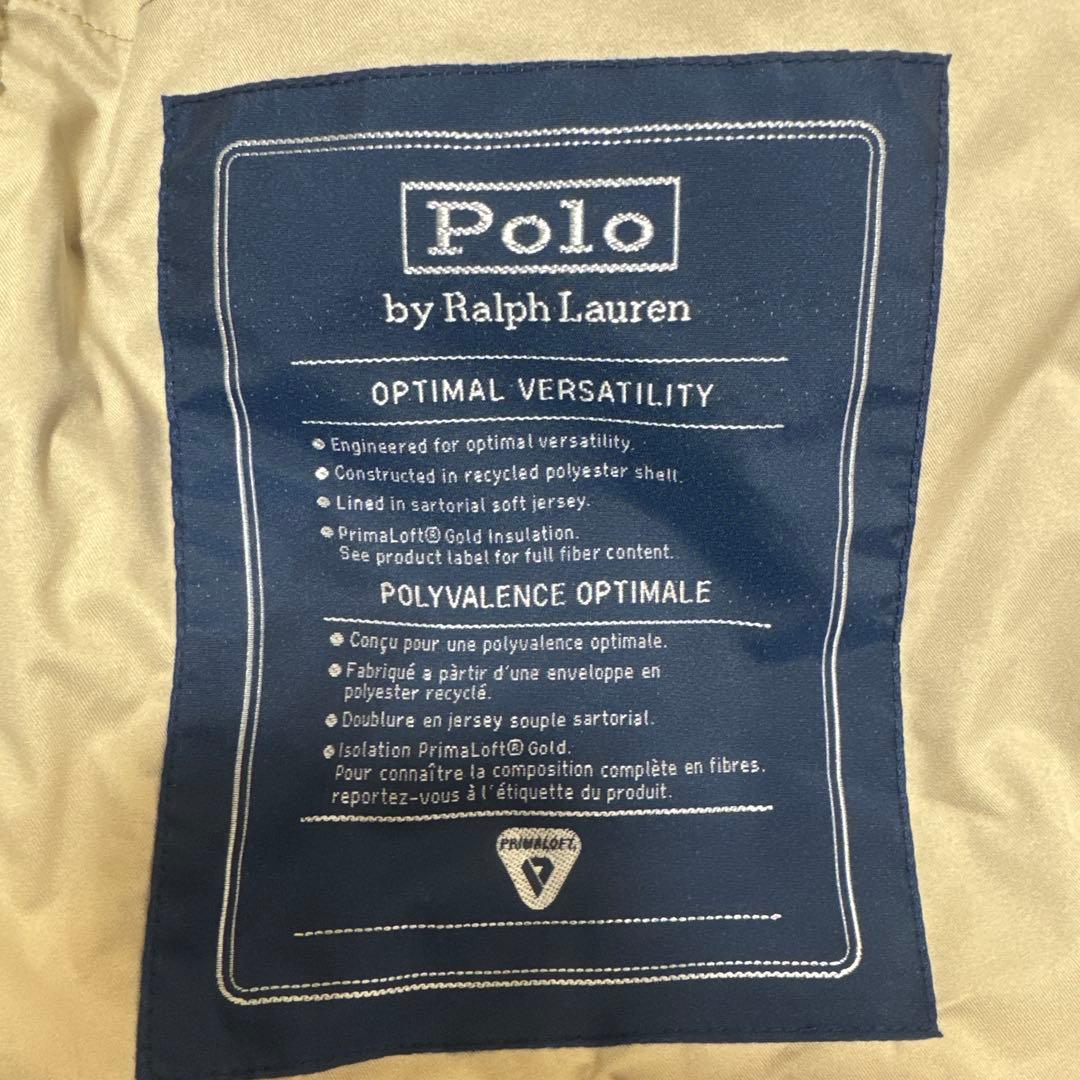 Polo
by Ralph Lauren
OPTIMAL VERSATILITY
• Engineered for optimal versatility.
• Constructed in recycled polyester shell.
• Lined in sartorial soft jersey.
• PrimaLoft® Gold Insulation.
See product label for full fiber content.
POLYVALENCE OPTIMALE
• Conçu pour une polyvalence optimale.
• Fabriqué a pàrtir d'une enveloppe en
polyester recyclé.
• Doublure en jersey souple sartorial.
• Isolation PrimaLoft® Gold.
Pour connaître la composition complète en fibres,
reportez-vous à l'étiquette du produit.
PRIMALOFT